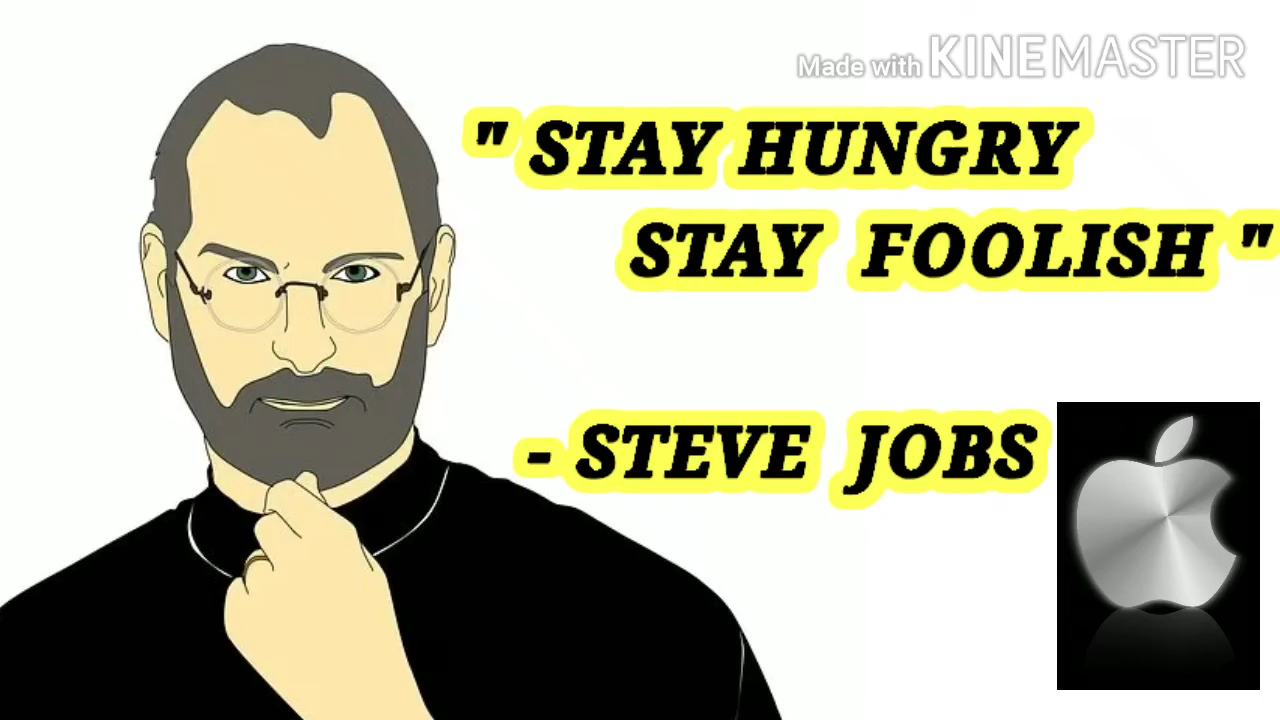 Made with KINEMASTER
" STAY HUNGRY
STAY FOOLISH "
- STEVE JOBS